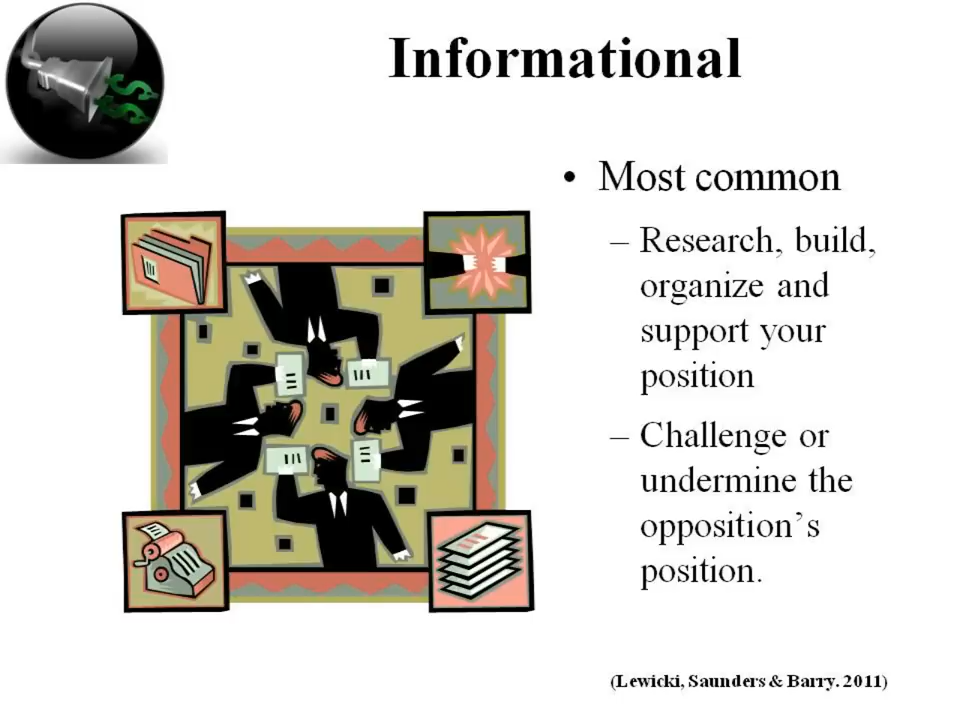 Informational
• Most common
– Research, build,
organize and
support your
position
– Challenge or
undermine the
opposition’s
position.
(Lewicki, Saunders & Barry. 2011)